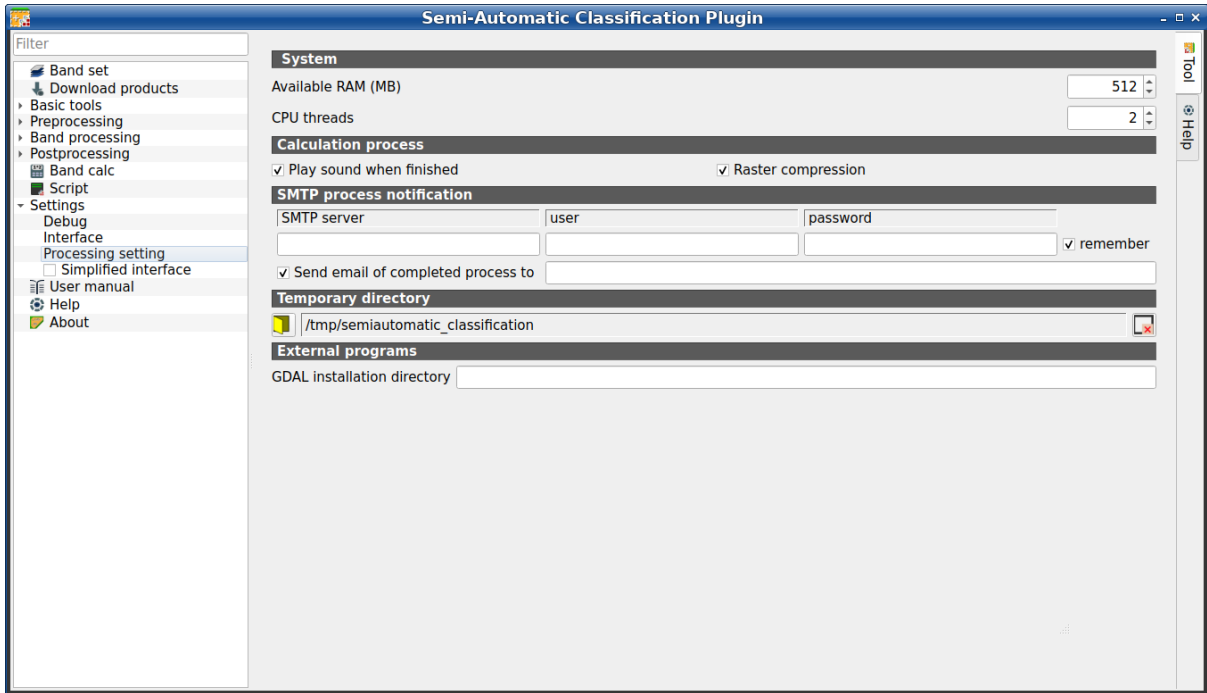 Semi-Automatic Classification Plugin
Filter
Band set
Download products
Basic tools
Preprocessing
Band processing
Postprocessing
Band calc
Script
Settings
Debug
Interface
Processing setting
Simplified interface
User manual
Help
About
System
Available RAM (MB) 512
CPU threads 2
Calculation process
Play sound when finished Raster compression
SMTP process notification
SMTP server user password
remember
Send email of completed process to
Temporary directory
/tmp/semiautomatic_classification
External programs
GDAL installation directory
Tool
Help